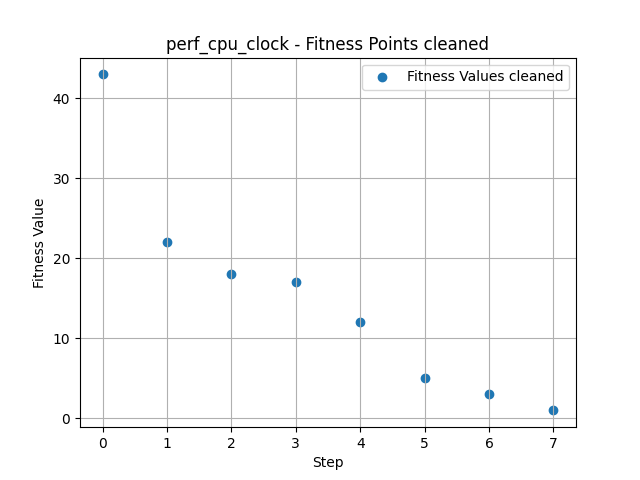 perf_cpu_clock - Fitness Points cleaned
Fitness Values cleaned
Fitness Value
40
30
20
10
0
0 1 2 3 4 5 6 7
Step